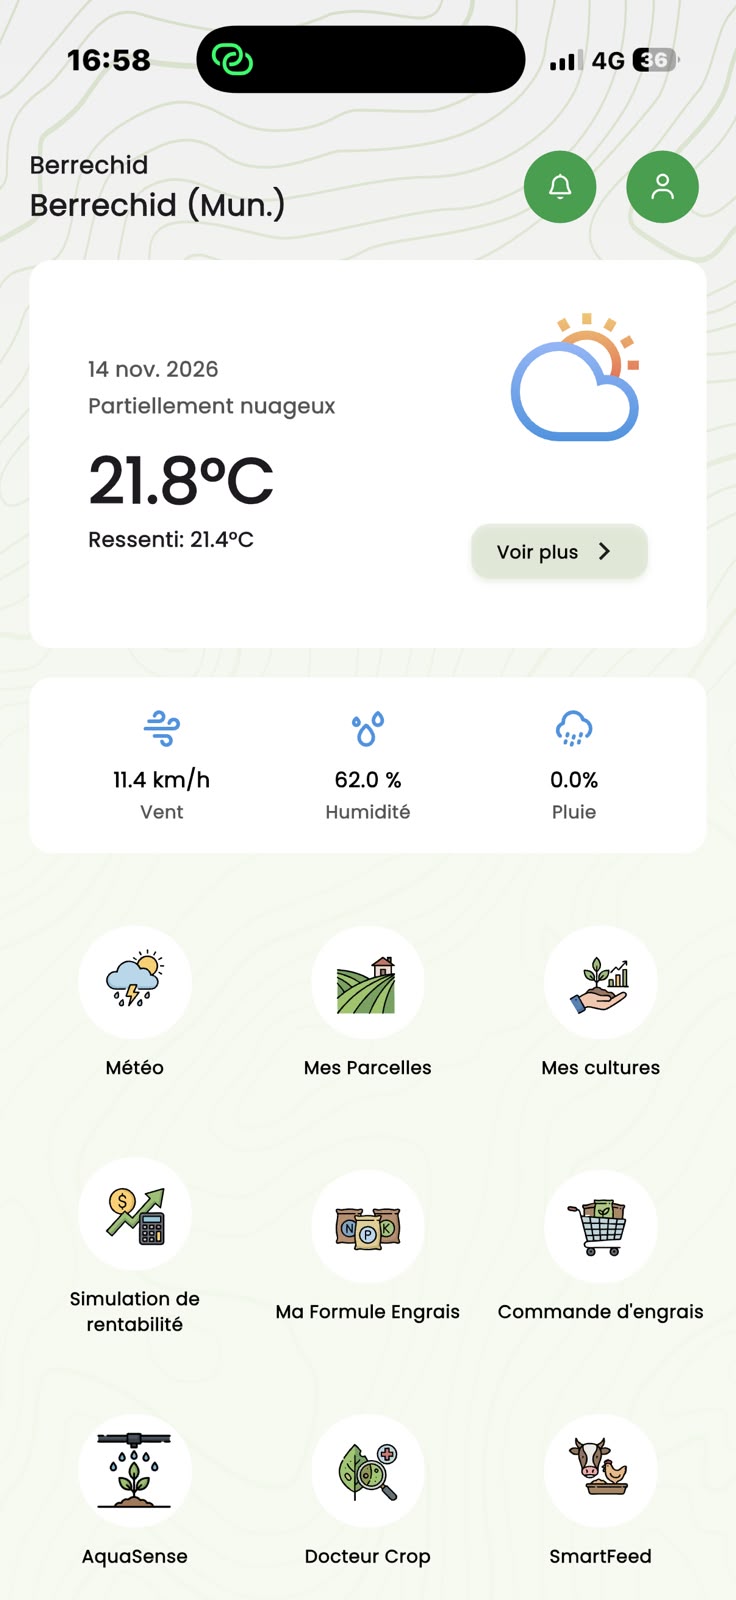 16:58
4G 36
Berrechid
Berrechid (Mun.)
14 nov. 2026
Partiellement nuageux
21.8°C
Ressenti: 21.4°C
Voir plus
11.4 km/h 62.0 % 0.0%
Vent Humidité Pluie
Météo Mes Parcelles Mes cultures
$
N P K
Simulation de
rentabilité
Ma Formule Engrais Commande d'engrais
AquaSense Docteur Crop SmartFeed